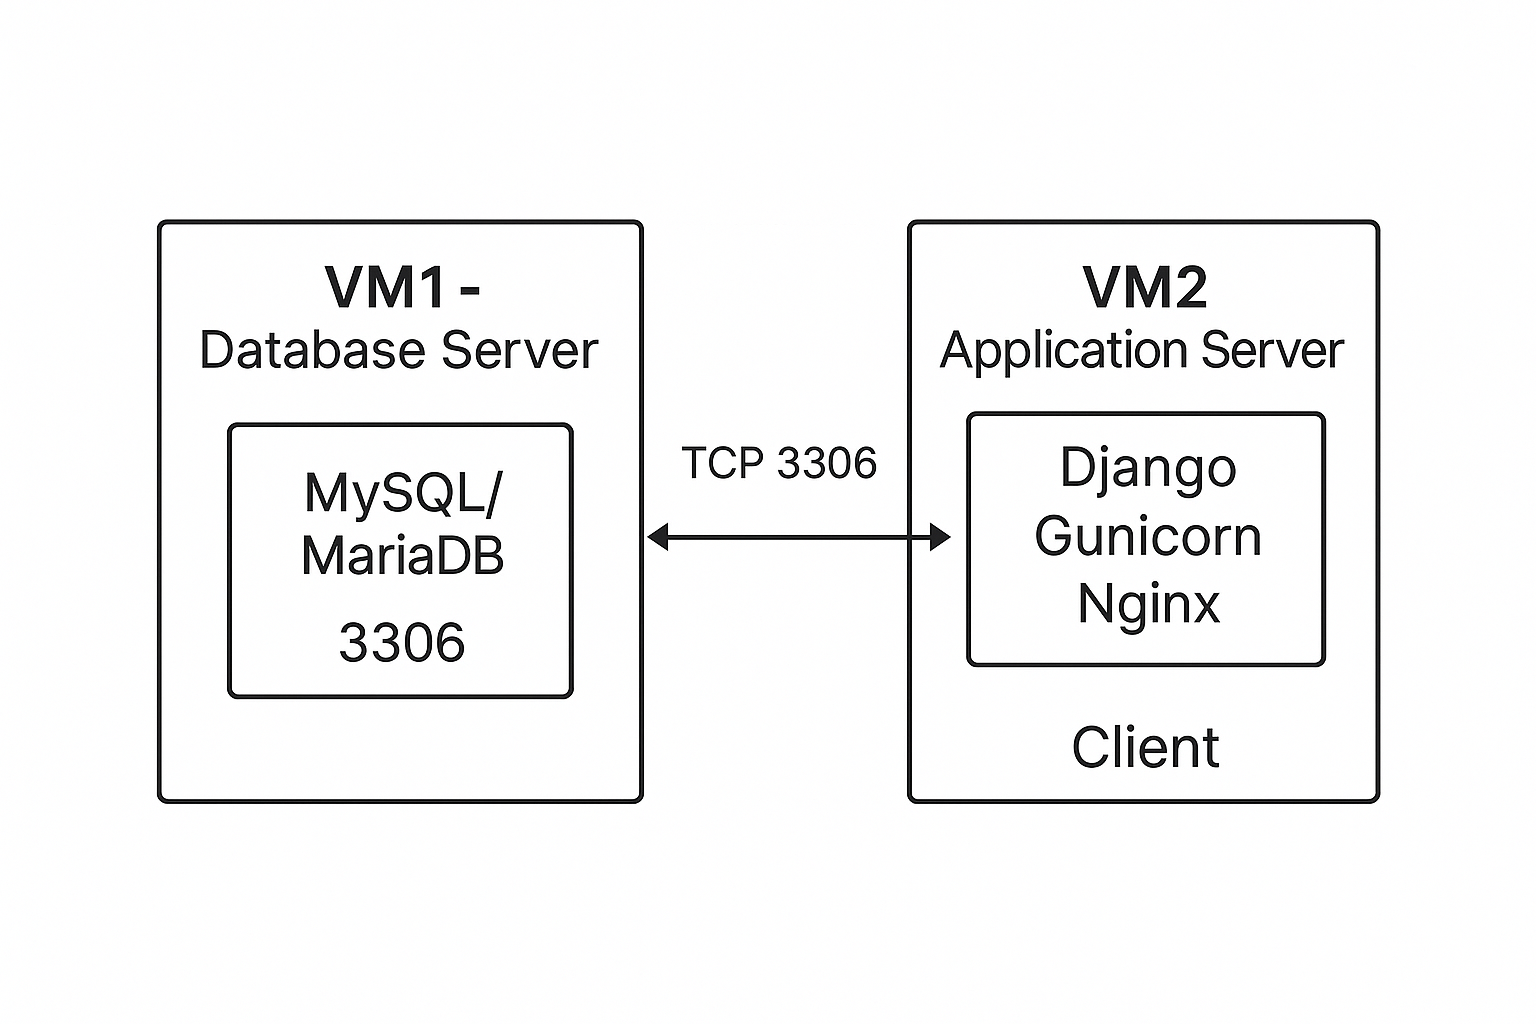 VM1 -
Database Server
MySQL/
MariaDB
3306
TCP 3306
VM2
Application Server
Django
Gunicorn
Nginx
Client